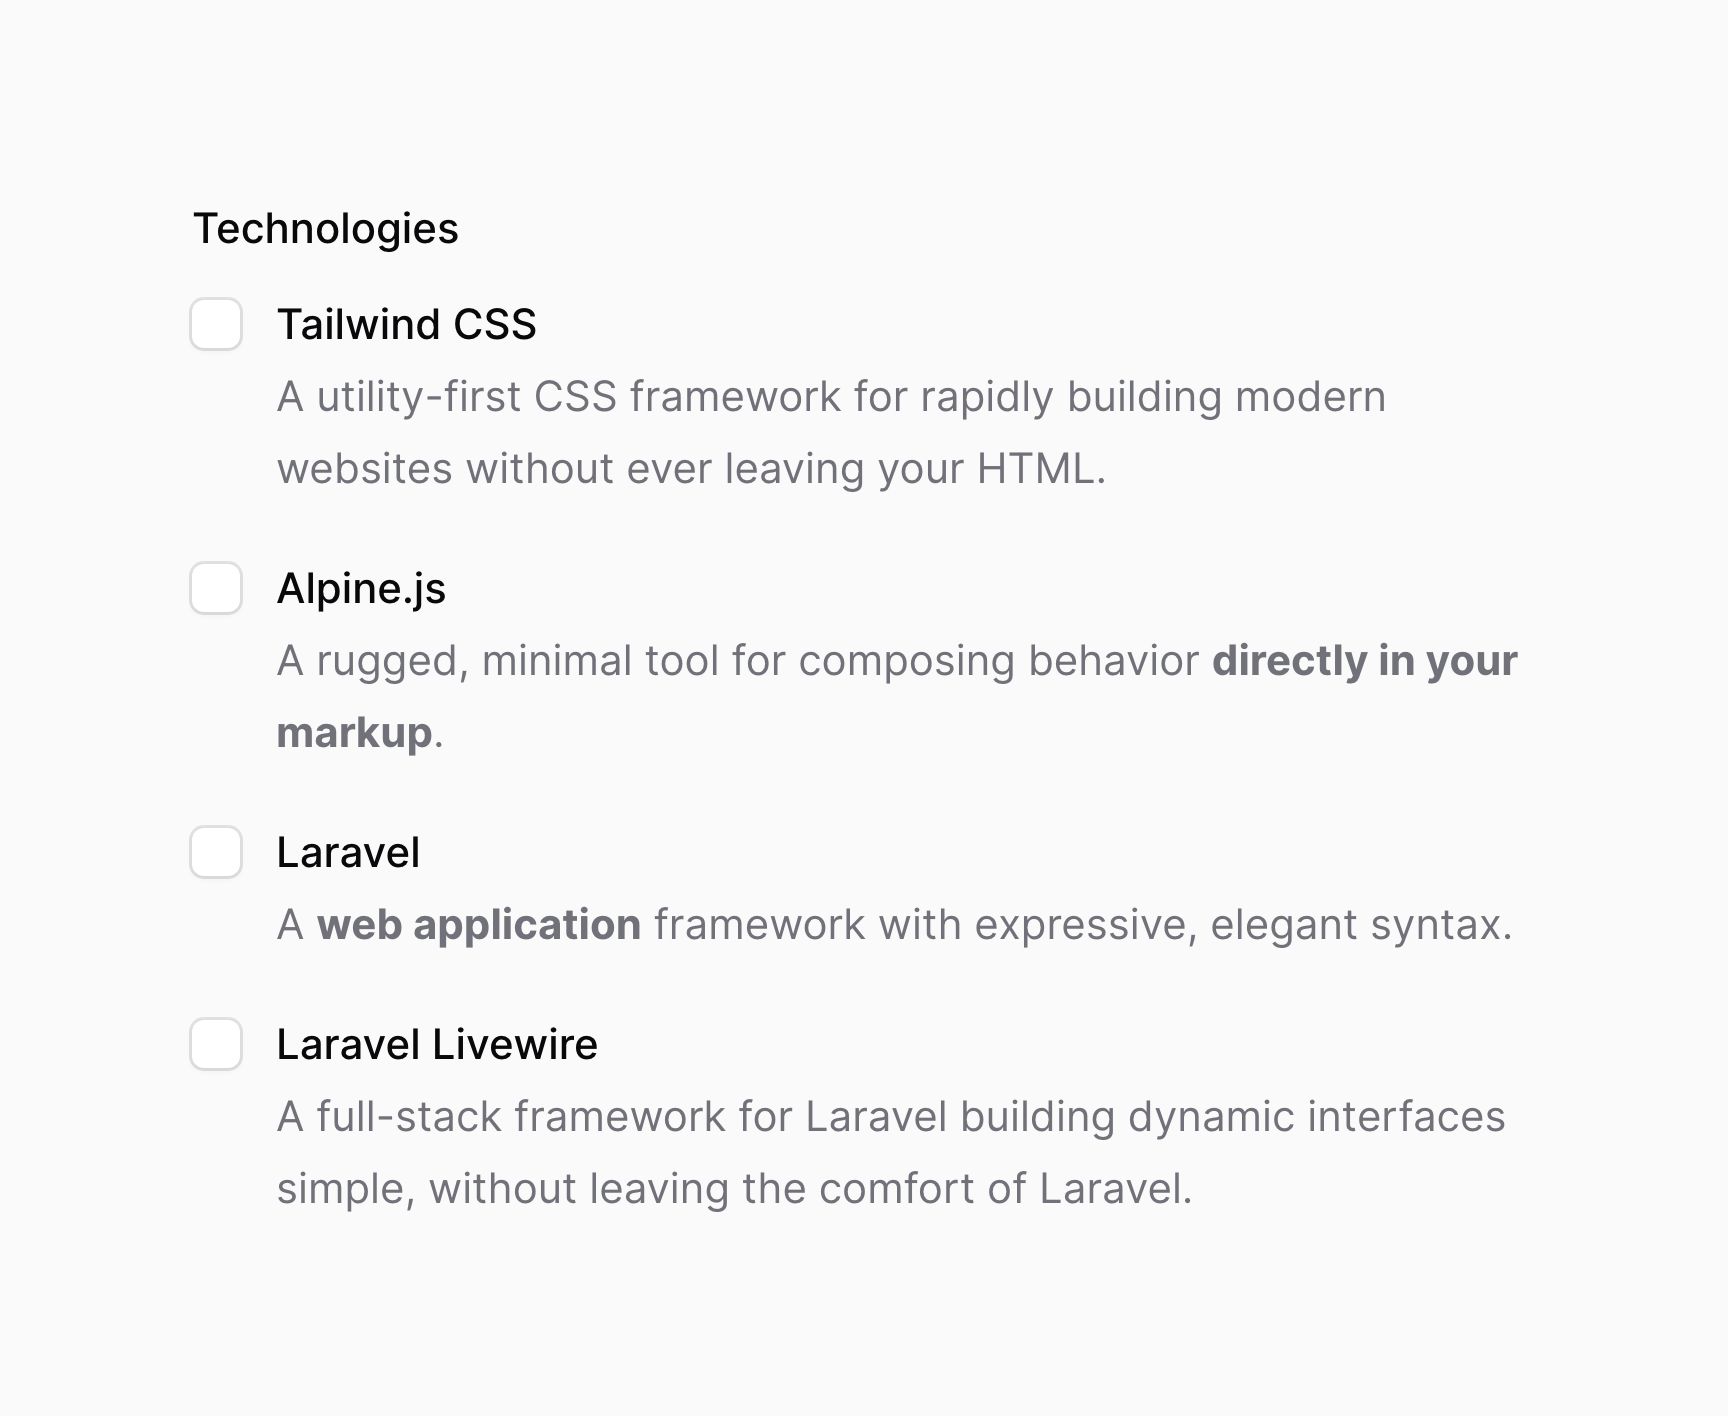 Technologies
Tailwind CSS
A utility-first CSS framework for rapidly building modern
websites without ever leaving your HTML.
Alpine.js
A rugged, minimal tool for composing behavior directly in your
markup.
Laravel
A web application framework with expressive, elegant syntax.
Laravel Livewire
A full-stack framework for Laravel building dynamic interfaces
simple, without leaving the comfort of Laravel.